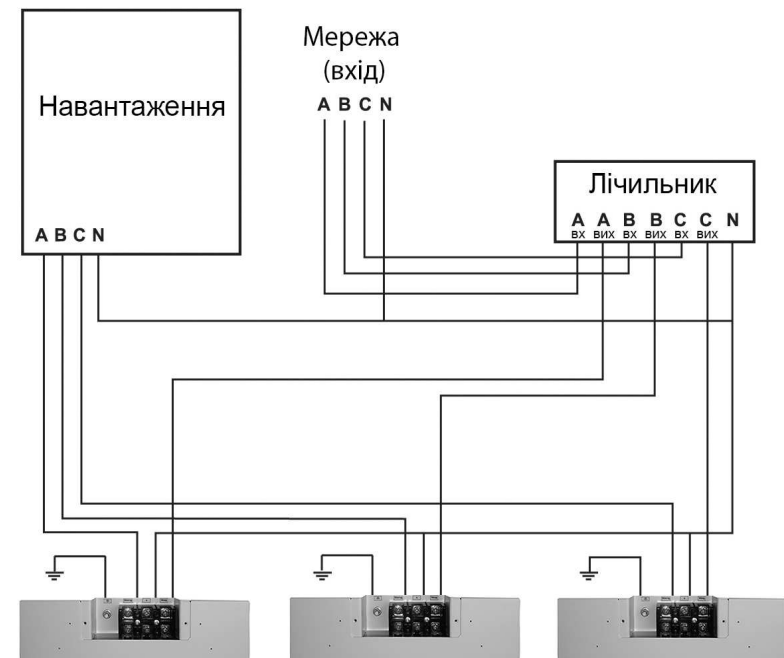 Мережа
(вхід)
A B C N
Навантаження
A B C N
Лічильник
A A B B C C N
ВХ ВИХ ВХ ВИХ ВХ ВИХ